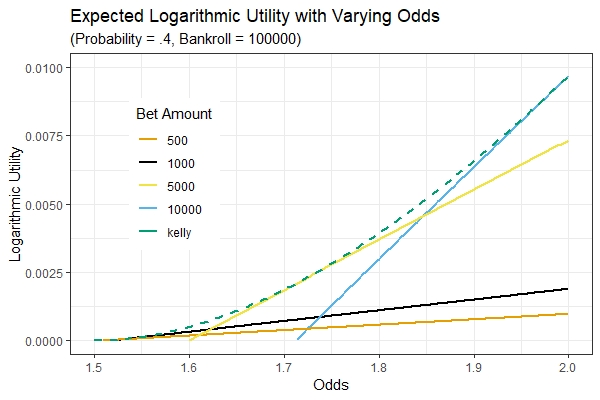 Expected Logarithmic Utility with Varying Odds
(Probability = .4, Bankroll = 100000)
Logarithmic Utility
0.0100
0.0075
0.0050
0.0025
0.0000
Bet Amount
500
1000
5000
10000
kelly
1.5 1.6 1.7 1.8 1.9 2.0
Odds